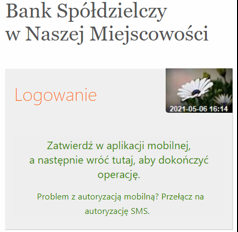 Bank Spółdzielczy
w Naszej Miejscowości
Logowanie
2021-05-06 16:14
Zatwierdź w aplikacji mobilnej,
a następnie wróć tutaj, aby dokończyć
operację.
Problem z autoryzacją mobilną? Przełącz na
autoryzację SMS.